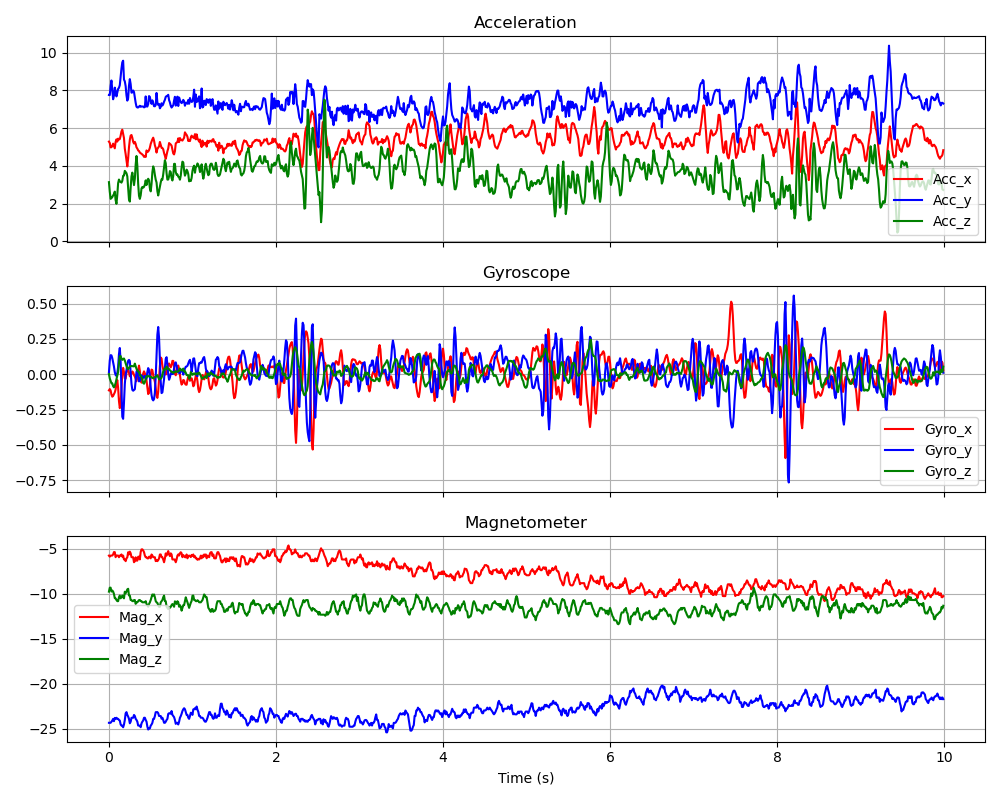 Acceleration
10
8
6
4
2
0
Acc_x
Acc_y
Acc_z
Gyroscope
0.50
0.25
0.00
−0.25
−0.50
−0.75
Gyro_x
Gyro_y
Gyro_z
Magnetometer
−5
−10
−15
−20
−25
Mag_x
Mag_y
Mag_z
0 2 4 6 8 10
Time (s)